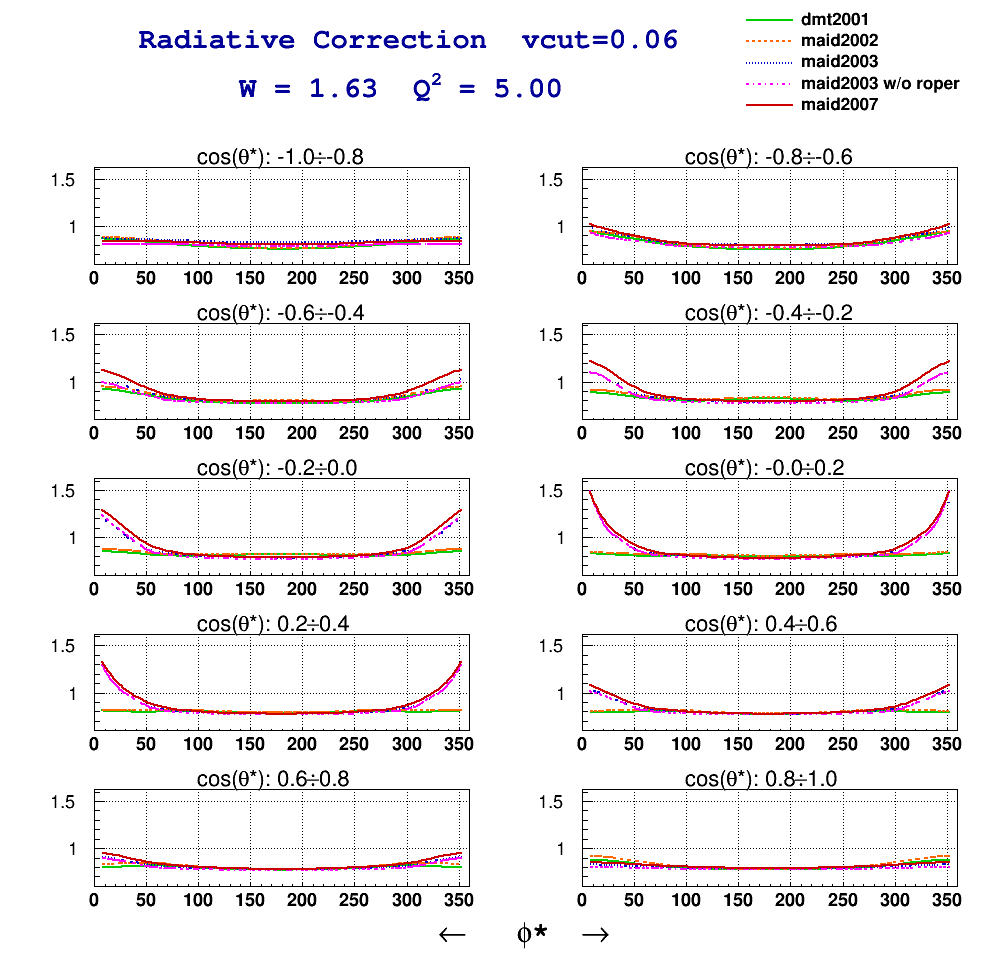 Radiative Correction vcut=0.06
W = 1.63 Q² = 5.00
dmt2001
maid2002
maid2003
maid2003 w/o roper
maid2007
cos(θ*): -1.0÷-0.8
1.5
1
0 50 100 150 200 250 300 350
cos(θ*): -0.8÷-0.6
1.5
1
0 50 100 150 200 250 300 350
cos(θ*): -0.6÷-0.4
1.5
1
0 50 100 150 200 250 300 350
cos(θ*): -0.4÷-0.2
1.5
1
0 50 100 150 200 250 300 350
cos(θ*): -0.2÷0.0
1.5
1
0 50 100 150 200 250 300 350
cos(θ*): -0.0÷0.2
1.5
1
0 50 100 150 200 250 300 350
cos(θ*): 0.2÷0.4
1.5
1
0 50 100 150 200 250 300 350
cos(θ*): 0.4÷0.6
1.5
1
0 50 100 150 200 250 300 350
cos(θ*): 0.6÷0.8
1.5
1
0 50 100 150 200 250 300 350
cos(θ*): 0.8÷1.0
1.5
1
0 50 100 150 200 250 300 350
← ϕ* →